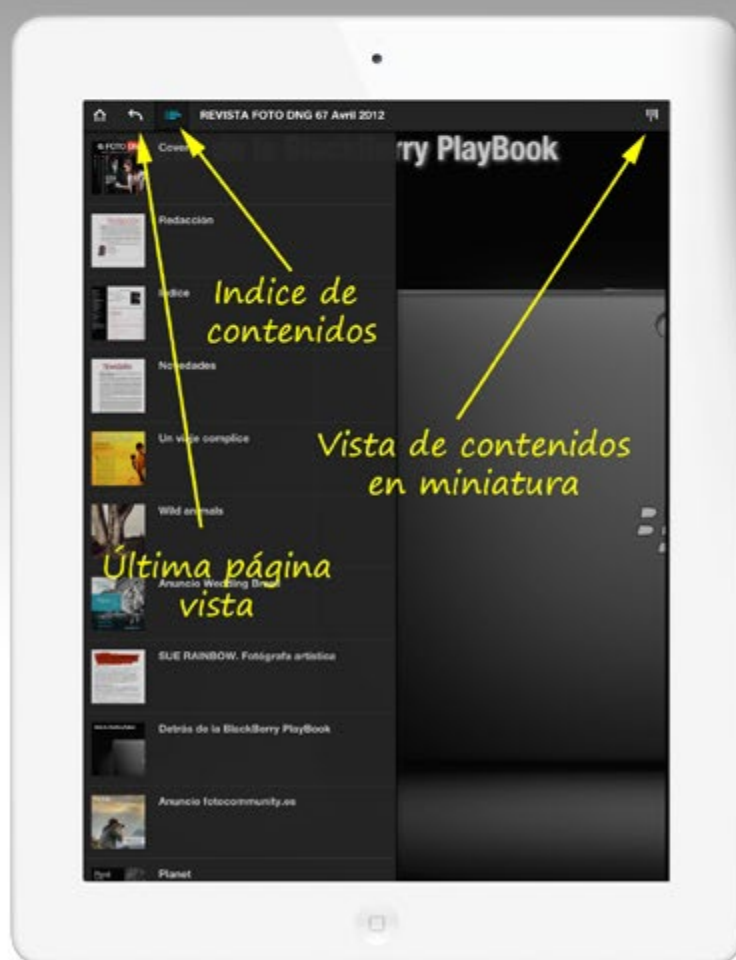 REVISTA FOTO DNG 67 Avril 2012
Cover
rry PlayBook
Redacción
Indice
Indice de
contenidos
Novedades
Un viaje complice
Vista de contenidos
en miniatura
Wild animals
Última página
vista
Anuncio Wedding Brasil
SUE RAINBOW. Fotógrafa artística
Detrás de la BlackBerry PlayBook
Anuncio fotocommunity.es
Planet